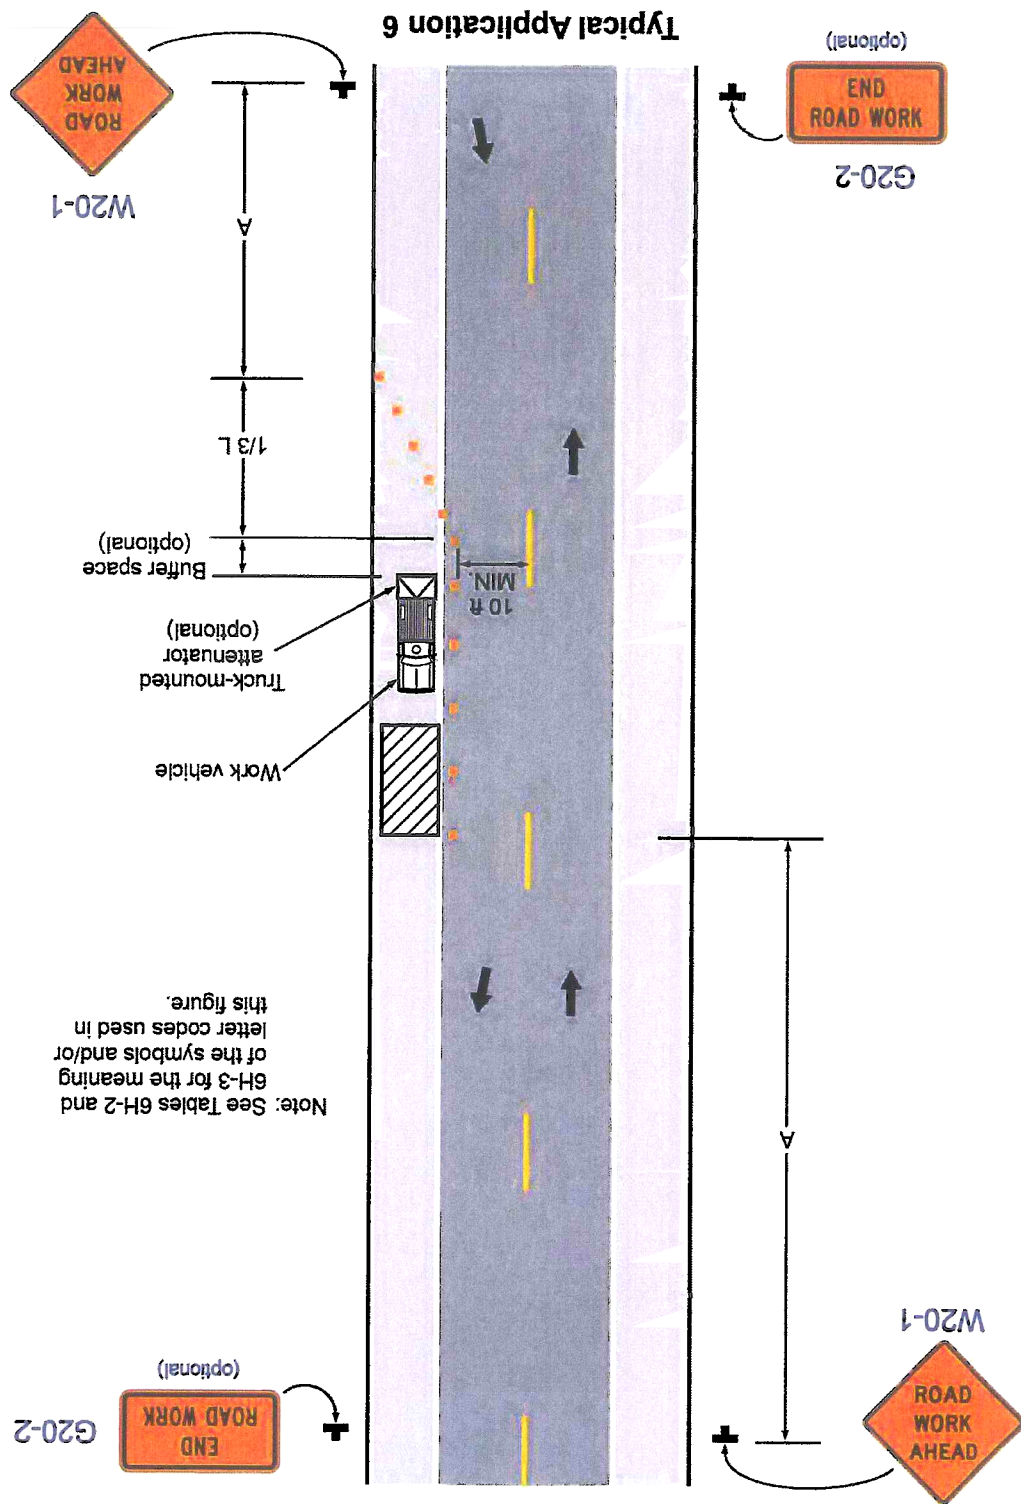 Typical Application 6
ROAD
WORK
AHEAD
W20-1
END
ROAD WORK
(optional)
G20-2
A
1/3 L
Buffer space
(optional)
10 ft
MIN.
Truck-mounted
attenuator
(optional)
Work vehicle
Note: See Tables 6H-2 and
6H-3 for the meaning
of the symbols and/or
letter codes used in
this figure.
A
W20-1
ROAD
WORK
AHEAD
G20-2
END
ROAD WORK
(optional)